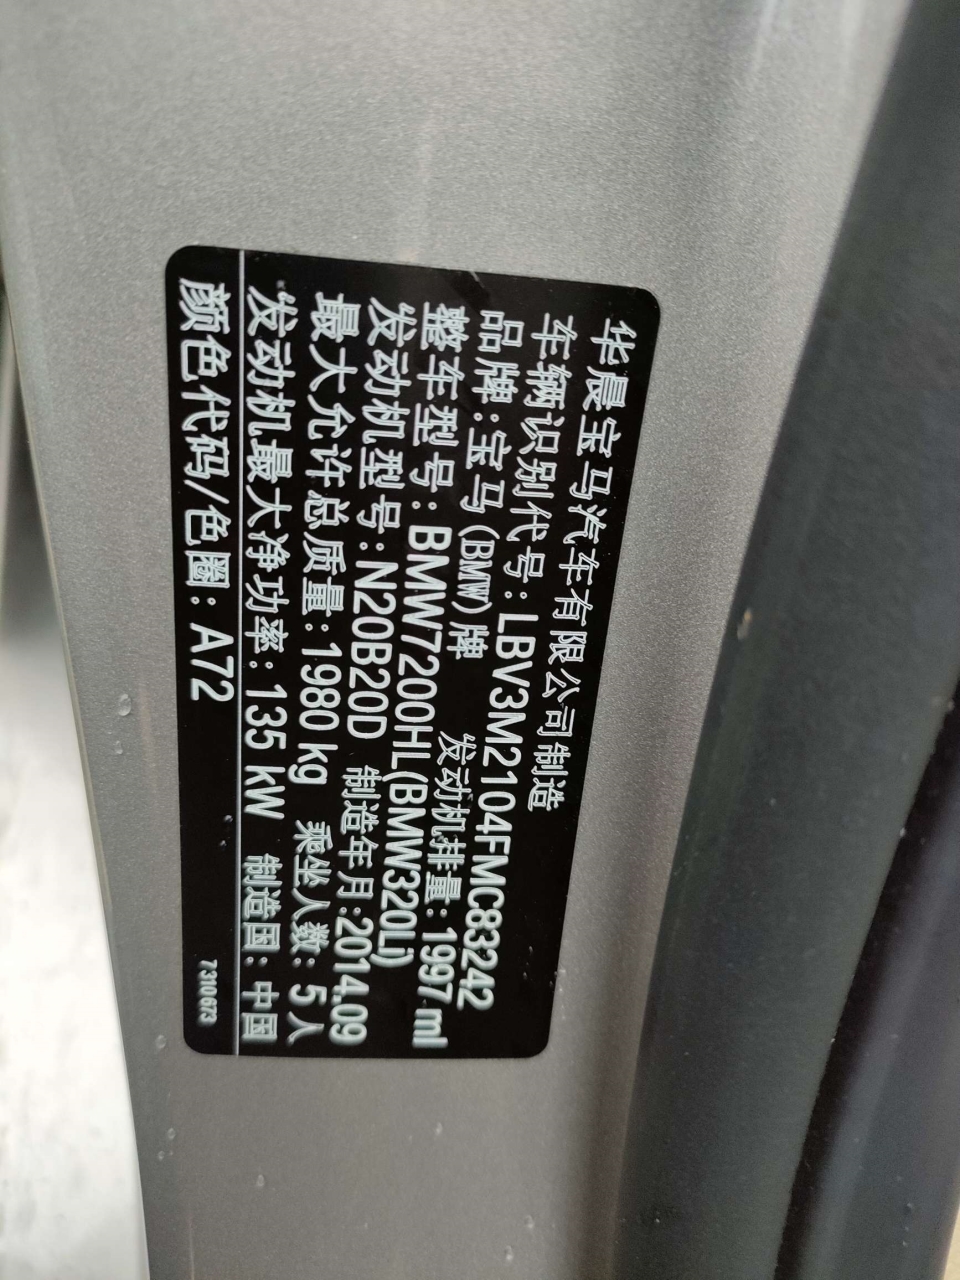 华晨宝马汽车有限公司制造
车辆识别代号：LBV3M2104FMC83242
品牌：宝马(BMW)牌 发动机排量：1997 ml
整车型号：BMW7200HL(BMW320Li)
发动机型号：N20B20D 制造年月：2014.09
最大允许总质量：1980 kg 乘坐人数：5人
发动机最大净功率：135 kW 制造国：中国
颜色代码/色圈：A72
7310673